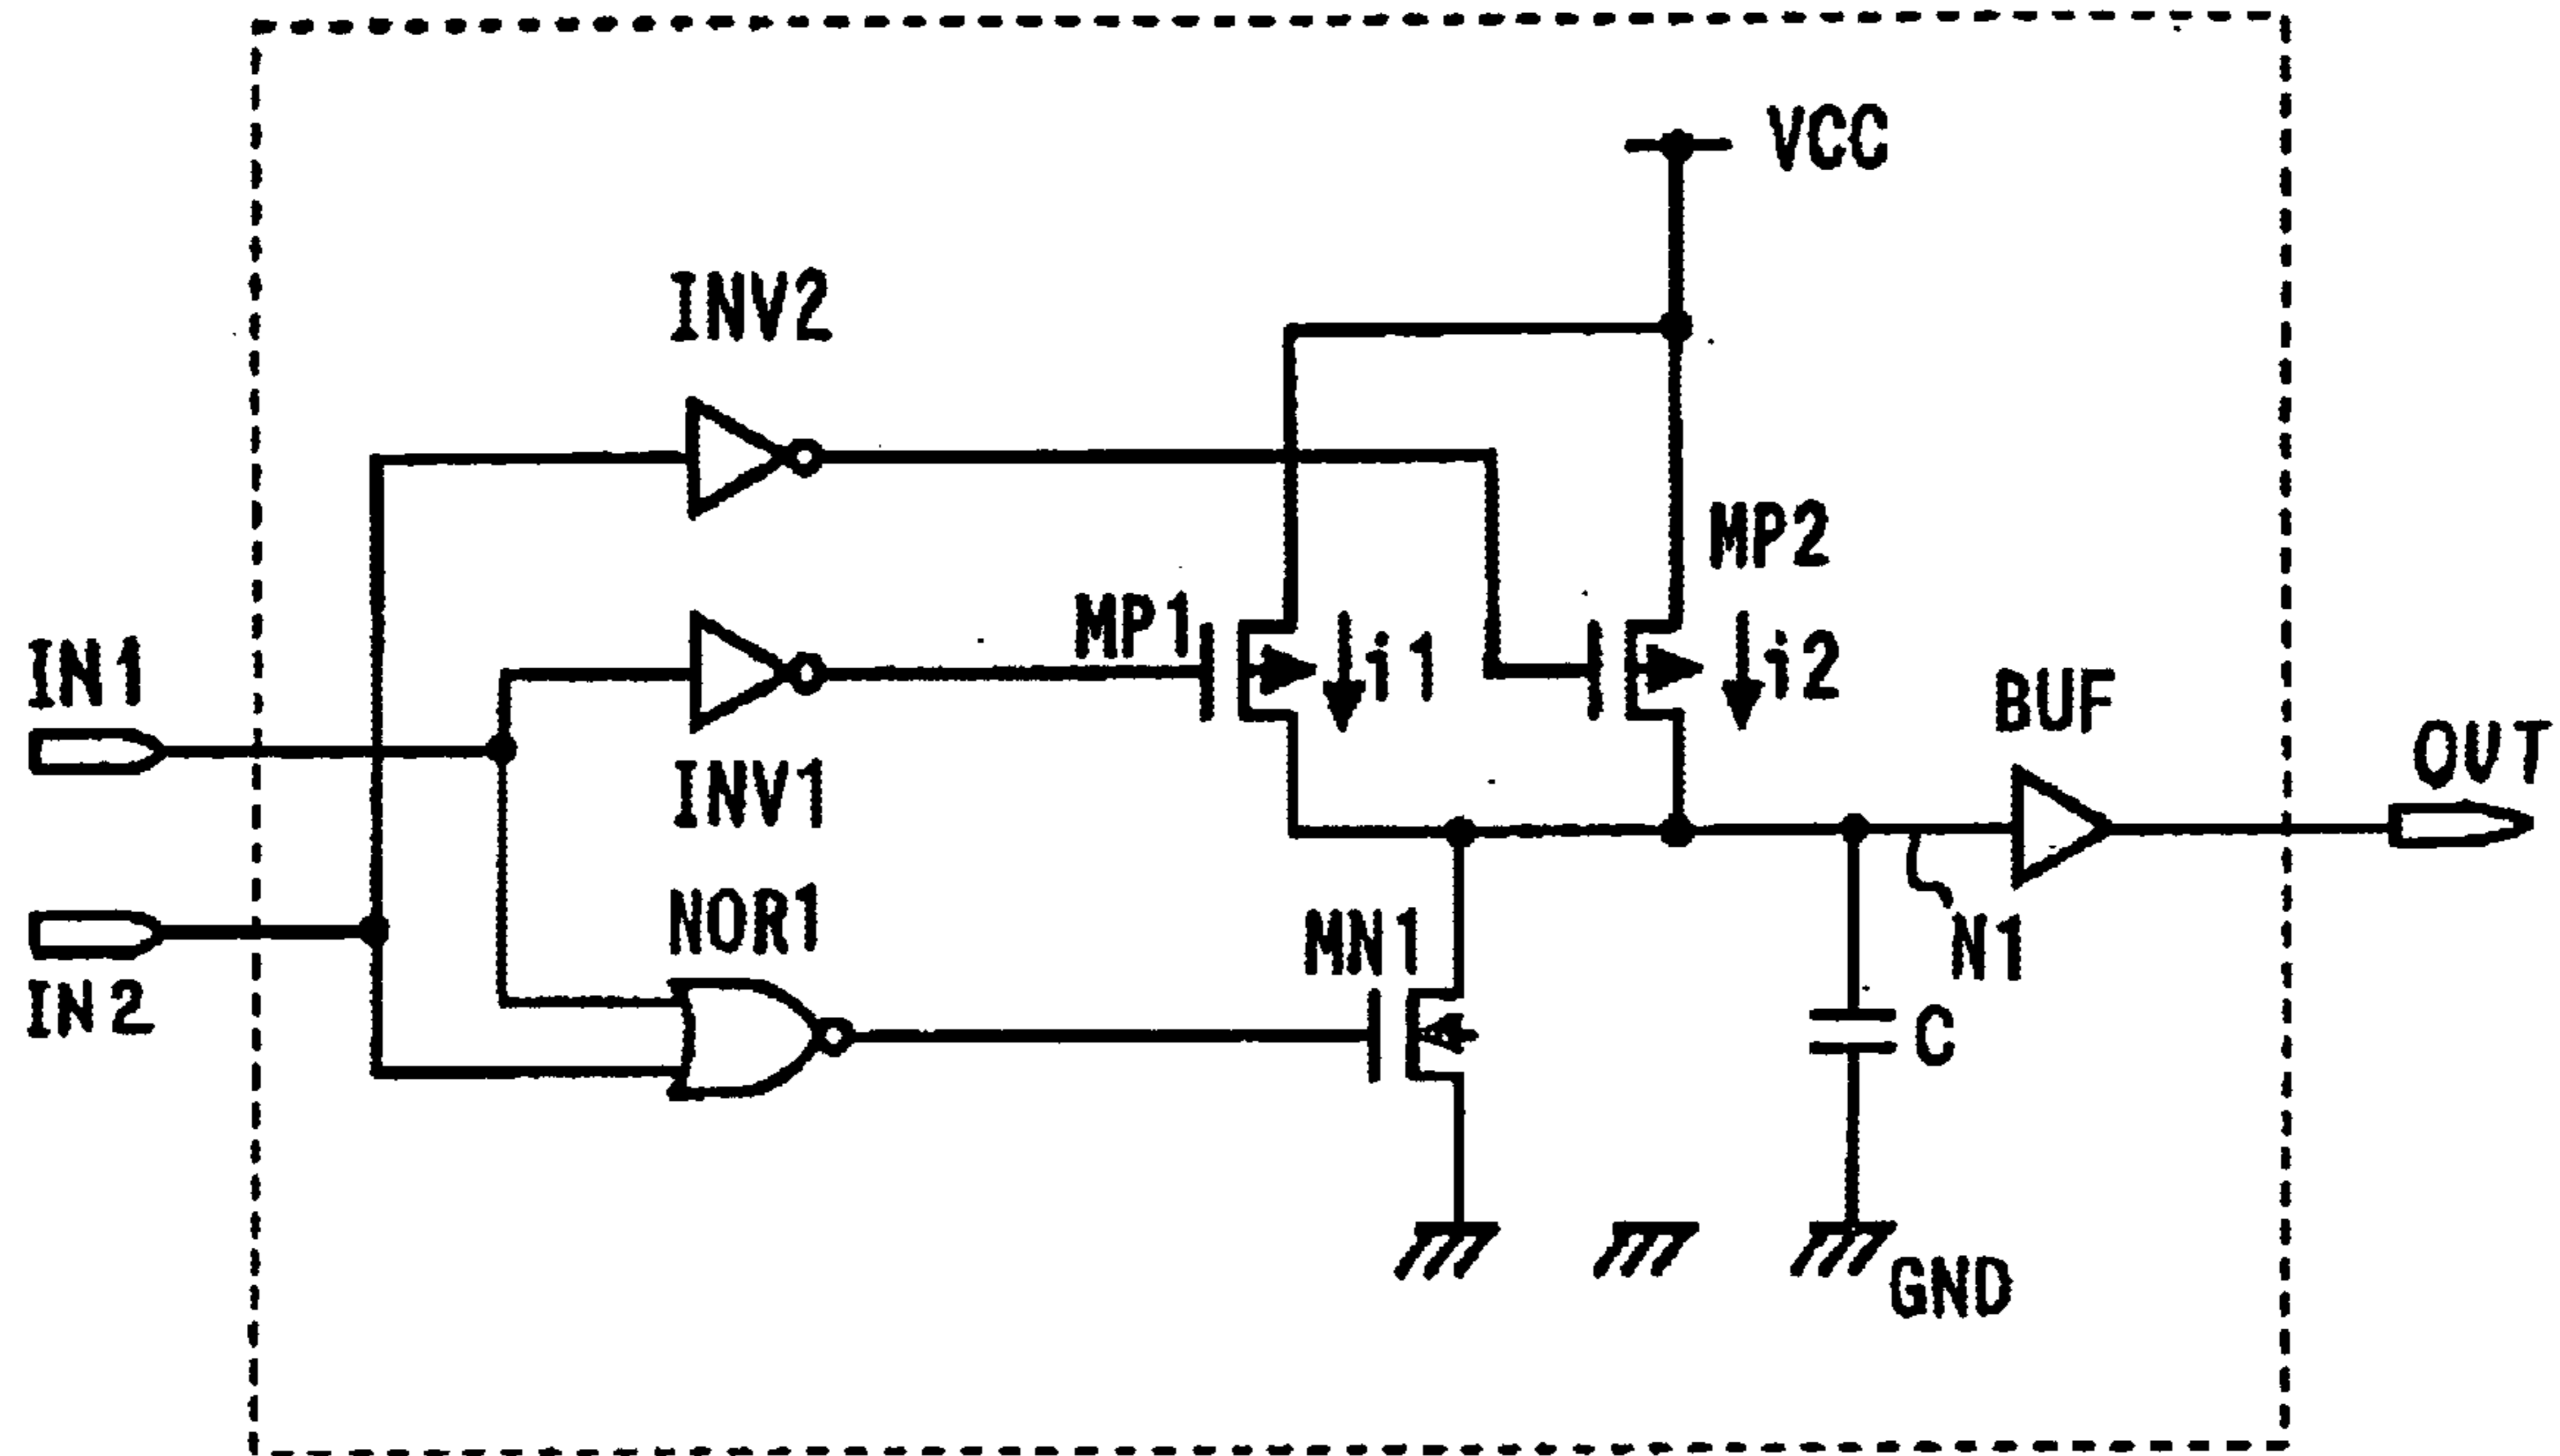 VCC
INV2
MP2
MP1
i1
i2
IN1
BUF
OUT
INV1
NOR1
MN1
N1
IN2
C
GND